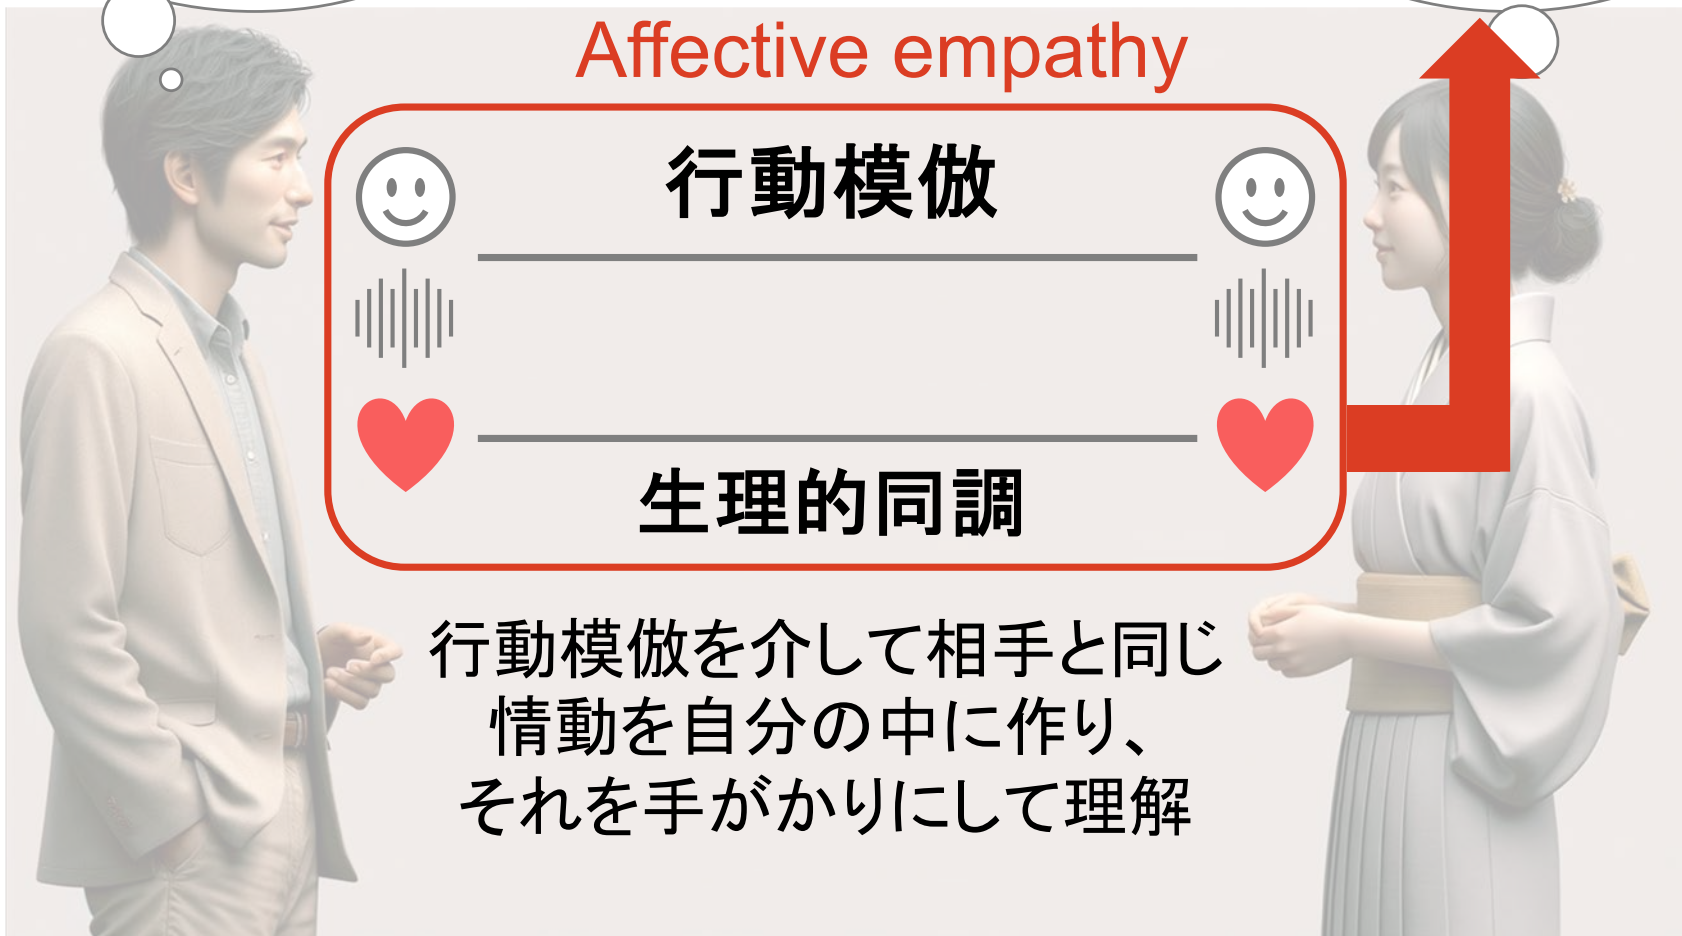 Affective empathy
行動模倣
生理的同調
行動模倣を介して相手と同じ
情動を自分の中に作り、
それを手がかりにして理解